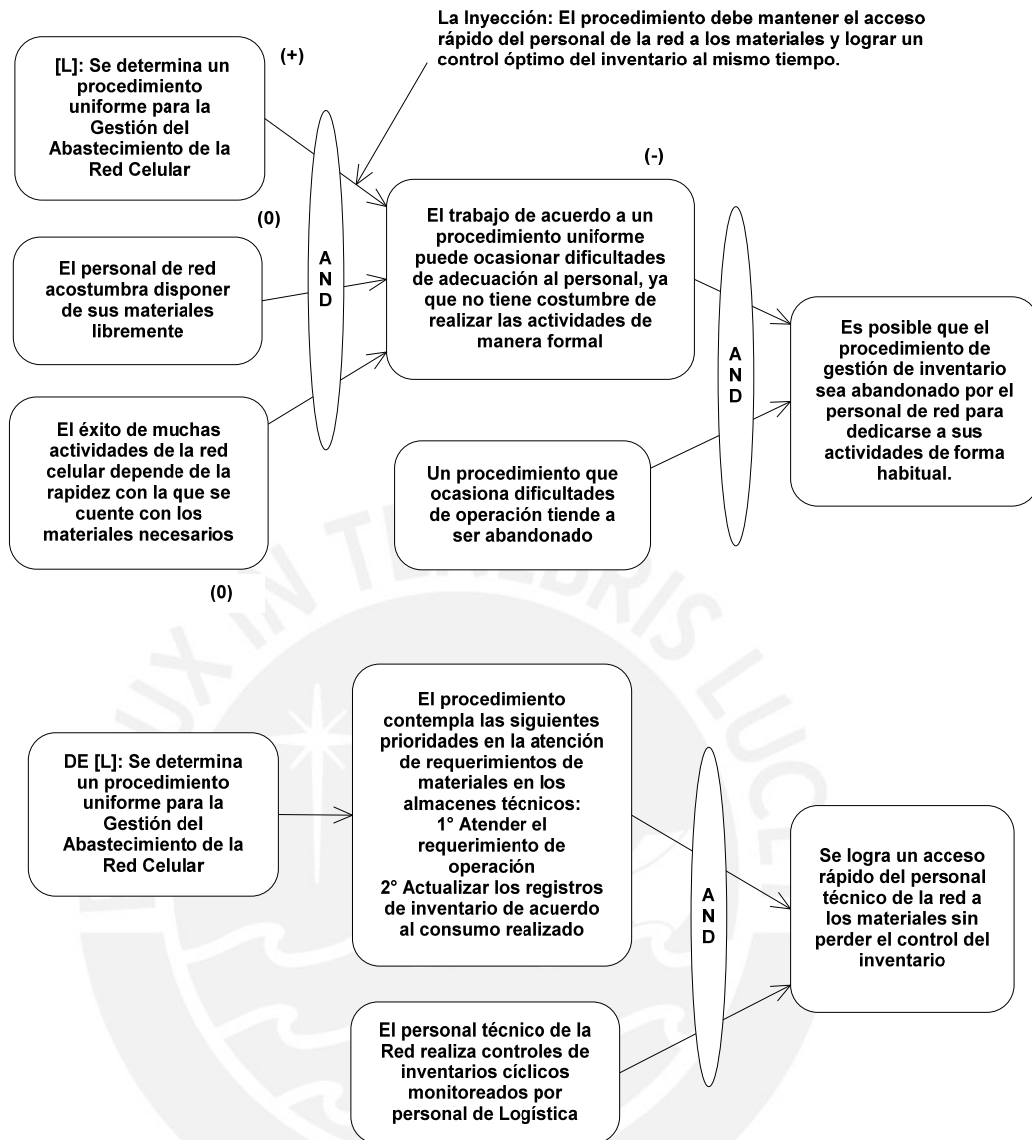 La Inyección: El procedimiento debe mantener el acceso
rápido del personal de la red a los materiales y lograr un
control óptimo del inventario al mismo tiempo.
[L]: Se determina un
procedimiento
uniforme para la
Gestión del
Abastecimiento de la
Red Celular
(+)
(0)
El personal de red
acostumbra disponer
de sus materiales
libremente
El éxito de muchas
actividades de la red
celular depende de la
rapidez con la que se
cuente con los
materiales necesarios
(0)
A
N
D
(-)
El trabajo de acuerdo a un
procedimiento uniforme
puede ocasionar dificultades
de adecuación al personal, ya
que no tiene costumbre de
realizar las actividades de
manera formal
Un procedimiento que
ocasiona dificultades
de operación tiende a
ser abandonado
A
N
D
Es posible que el
procedimiento de
gestión de inventario
sea abandonado por el
personal de red para
dedicarse a sus
actividades de forma
habitual.
DE [L]: Se determina
un procedimiento
uniforme para la
Gestión del
Abastecimiento de la
Red Celular
El procedimiento
contempla las siguientes
prioridades en la atención
de requerimientos de
materiales en los
almacenes técnicos:
1° Atender el
requerimiento de
operación
2° Actualizar los registros
de inventario de acuerdo
al consumo realizado
El personal técnico de la
Red realiza controles de
inventarios cíclicos
monitoreados por
personal de Logística
A
N
D
Se logra un acceso
rápido del personal
técnico de la red a
los materiales sin
perder el control del
inventario